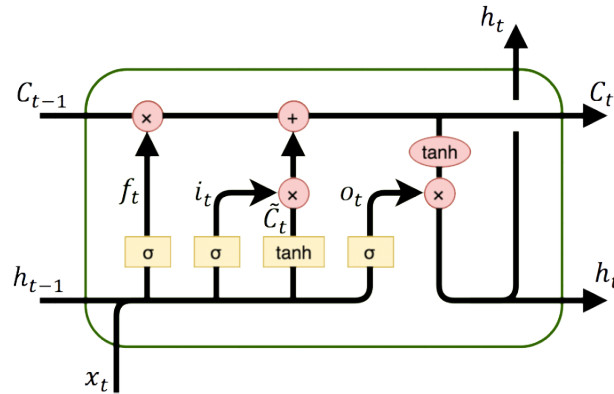 h_t
C_{t-1}
×
+
C_t
tanh
f_t
i_t
×
o_t
×
C̃_t
σ
σ
tanh
σ
h_{t-1}
h_t
x_t